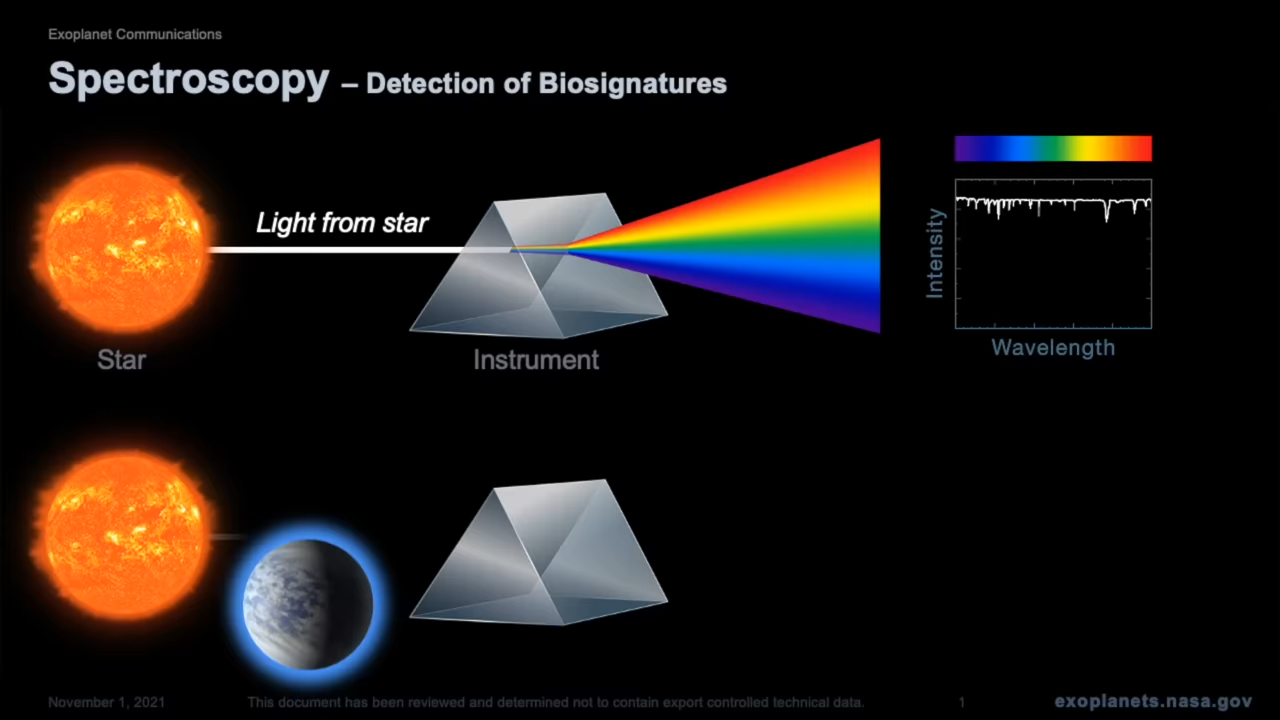 Exoplanet Communications
Spectroscopy – Detection of Biosignatures
Light from star
Star
Instrument
Intensity
Wavelength
November 1, 2021
This document has been reviewed and determined not to contain export controlled technical data.
1
exoplanets.nasa.gov